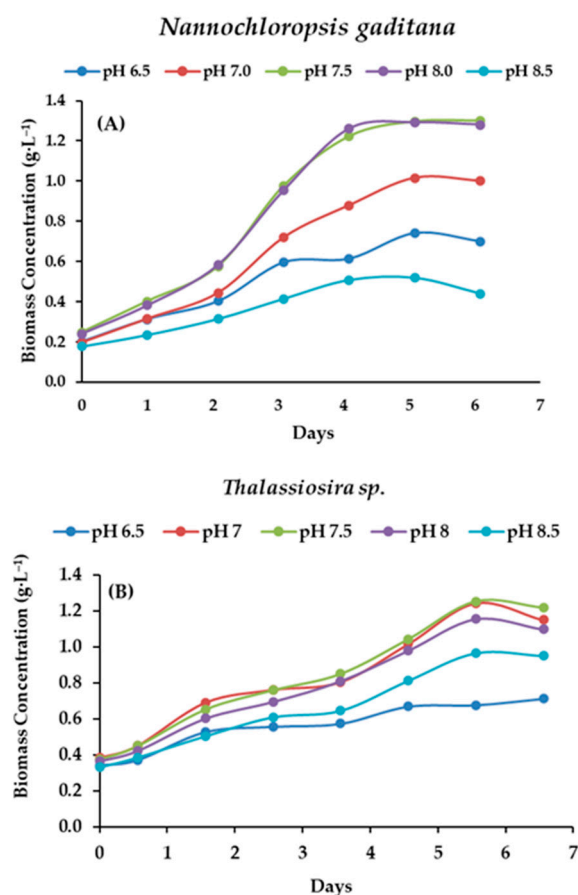 Nannochloropsis gaditana
pH 6.5 pH 7.0 pH 7.5 pH 8.0 pH 8.5
(A)
Biomass Concentration (g·L⁻¹)
1.4
1.2
1.0
0.8
0.6
0.4
0.2
0.0
0 1 2 3 4 5 6 7
Days
Thalassiosira sp.
pH 6.5 pH 7 pH 7.5 pH 8 pH 8.5
(B)
Biomass Concentration (g·L⁻¹)
1.4
1.2
1.0
0.8
0.6
0.4
0.2
0.0
0 1 2 3 4 5 6 7
Days